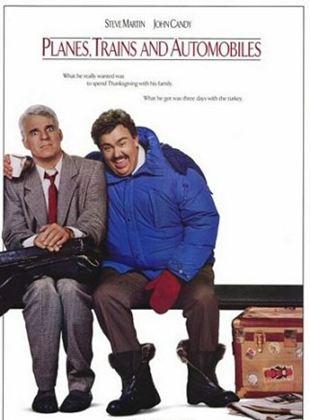 STEVE MARTIN JOHN CANDY
PLANES, TRAINS AND AUTOMOBILES
What he really wanted was
to spend Thanksgiving with his family.
What he got was three days with the turkey.